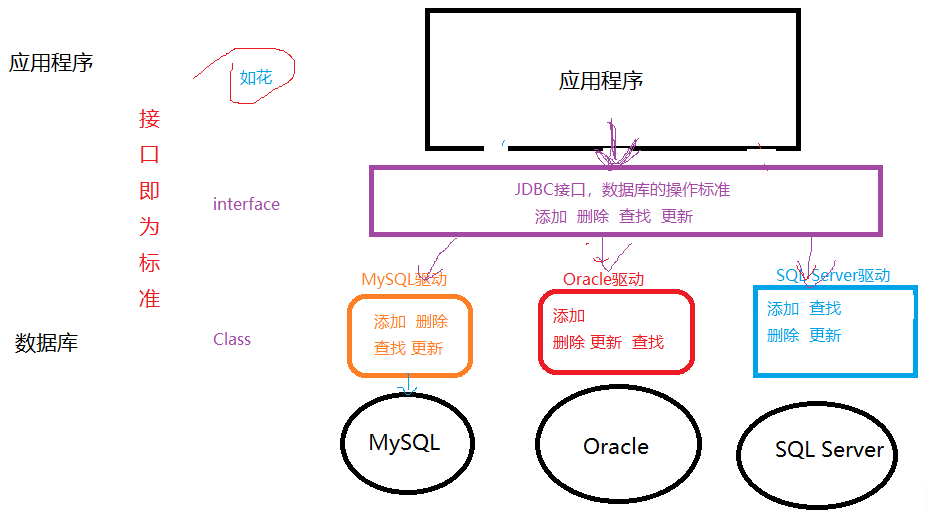 应用程序
如花
应用程序
接口即为标准
interface
JDBC接口，数据库的操作标准
添加 删除 查找 更新
MySQL驱动
Oracle驱动
SQL Server驱动
数据库
Class
添加 删除
查找 更新
添加
删除 更新 查找
添加 查找
删除 更新
MySQL
Oracle
SQL Server